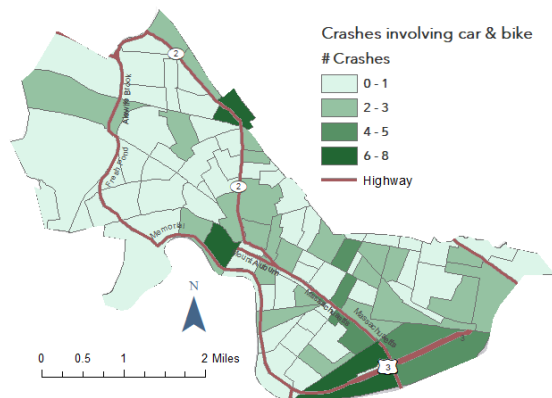 Crashes involving car & bike
# Crashes
0 - 1
2 - 3
4 - 5
6 - 8
Highway
2
Alewife Brook
Fresh Pond
2
Memorial
Mount Auburn
Massachusetts
Massachusetts
3
N
0 0.5 1 2 Miles